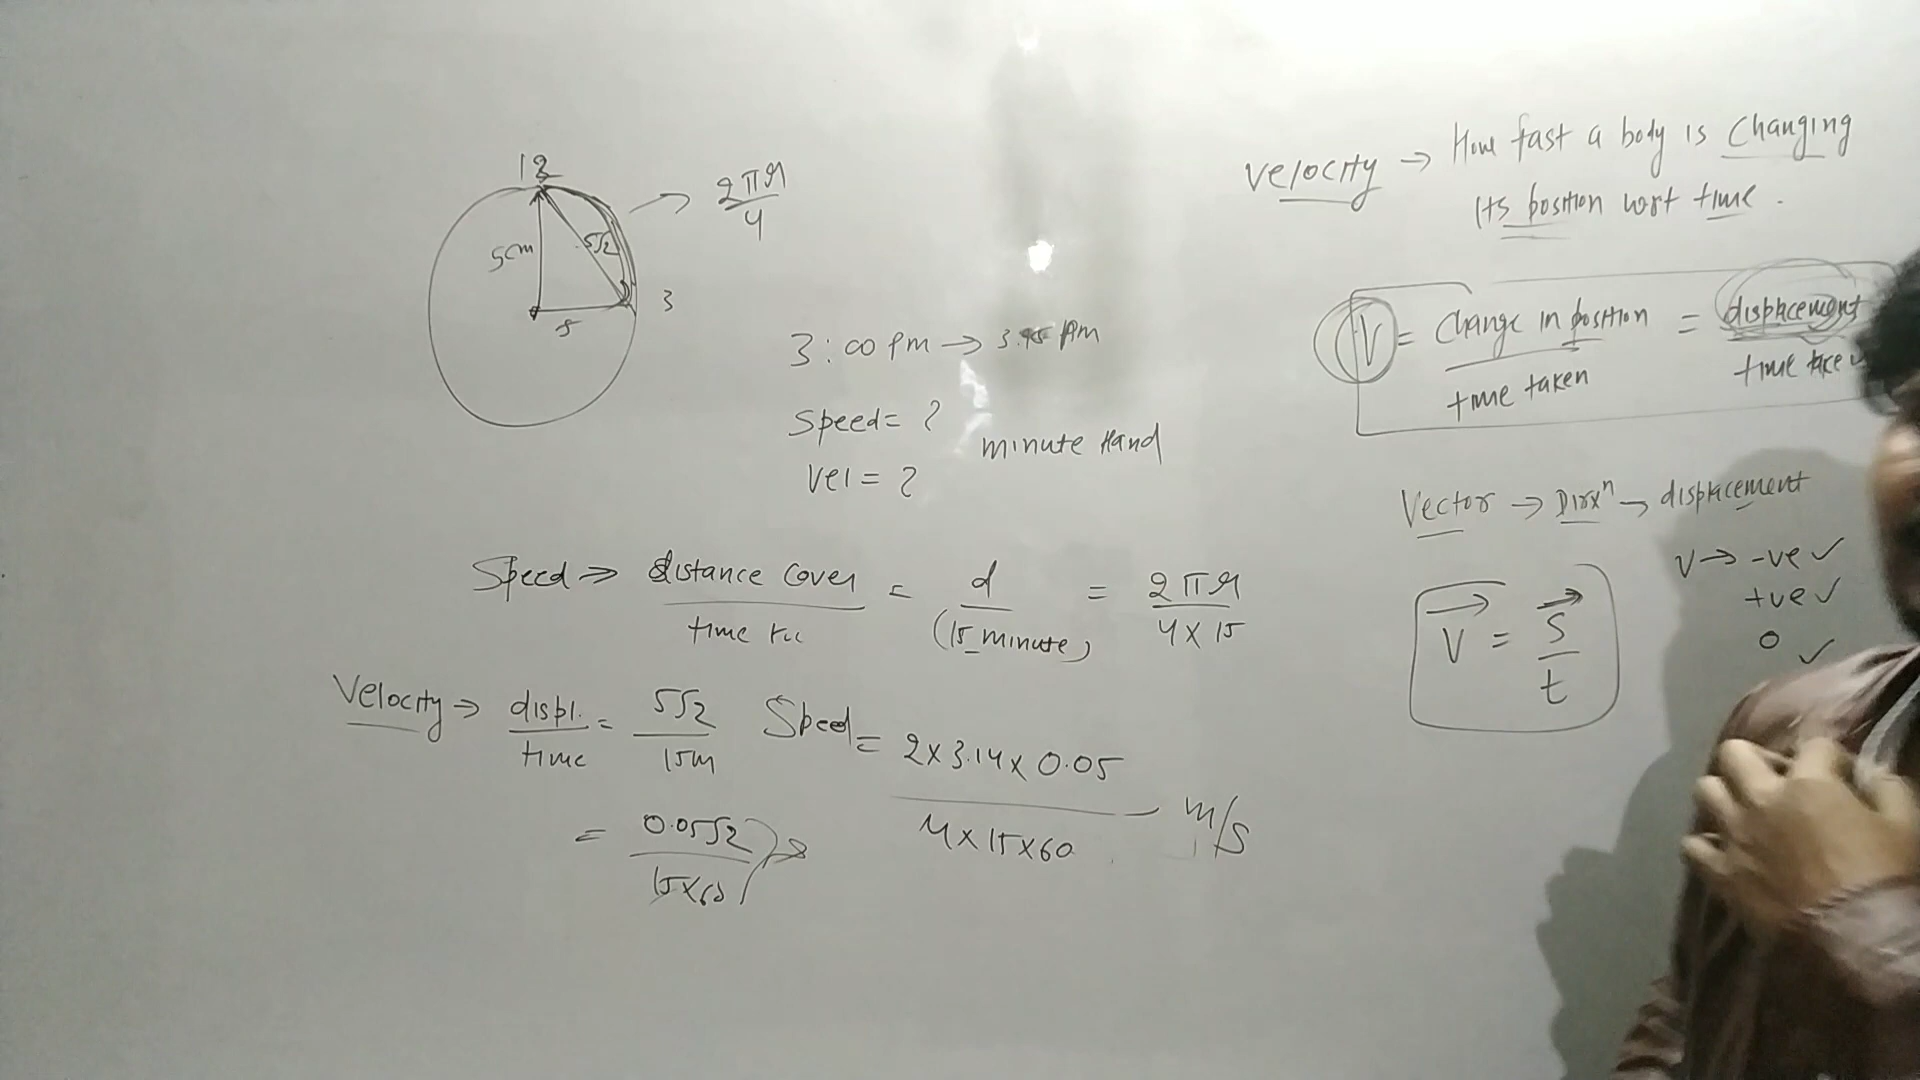 12
5cm
5√2
5
3
2πr/4
3:00 Pm → 3.15 Pm
Speed = ?
Vel = ?
minute Hand
Speed ⇒ distance cover / time = d / (15 minute) = 2πr / 4 × 15
Velocity → displ. / time = 5√2 / 15m
= 0.05√2 / 15×60
Speed = 2 × 3.14 × 0.05 / 4 × 15 × 60 m/s
Velocity → How fast a body is Changing
its position wrt time.
V = Change in position / time taken = displacement / time
Vector → Dirxⁿ → displacement
V → -ve ✓
+ve ✓
0 ✓
V⃗ = S⃗ / t